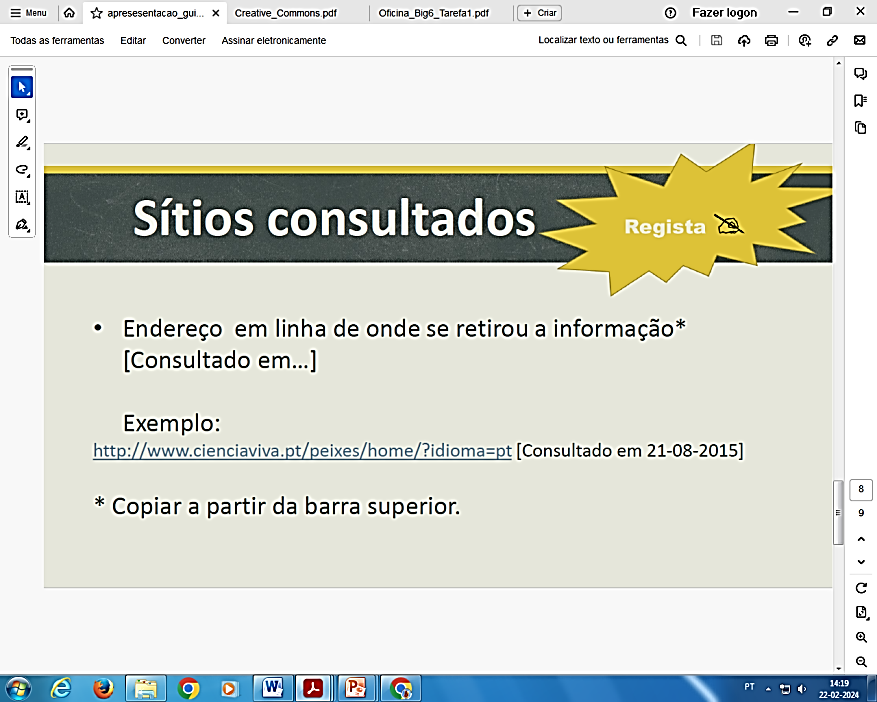 Menu
apresesentacao_gui...
Creative_Commons.pdf
Oficina_Big6_Tarefa1.pdf
+ Criar
Fazer logon
Todas as ferramentas
Editar
Converter
Assinar eletronicamente
Localizar texto ou ferramentas
Sítios consultados
Regista
• Endereço em linha de onde se retirou a informação*
[Consultado em...]
Exemplo:
http://www.cienciaviva.pt/peixes/home/?idioma=pt [Consultado em 21-08-2015]
* Copiar a partir da barra superior.
8
9
PT
14:19
22-02-2024